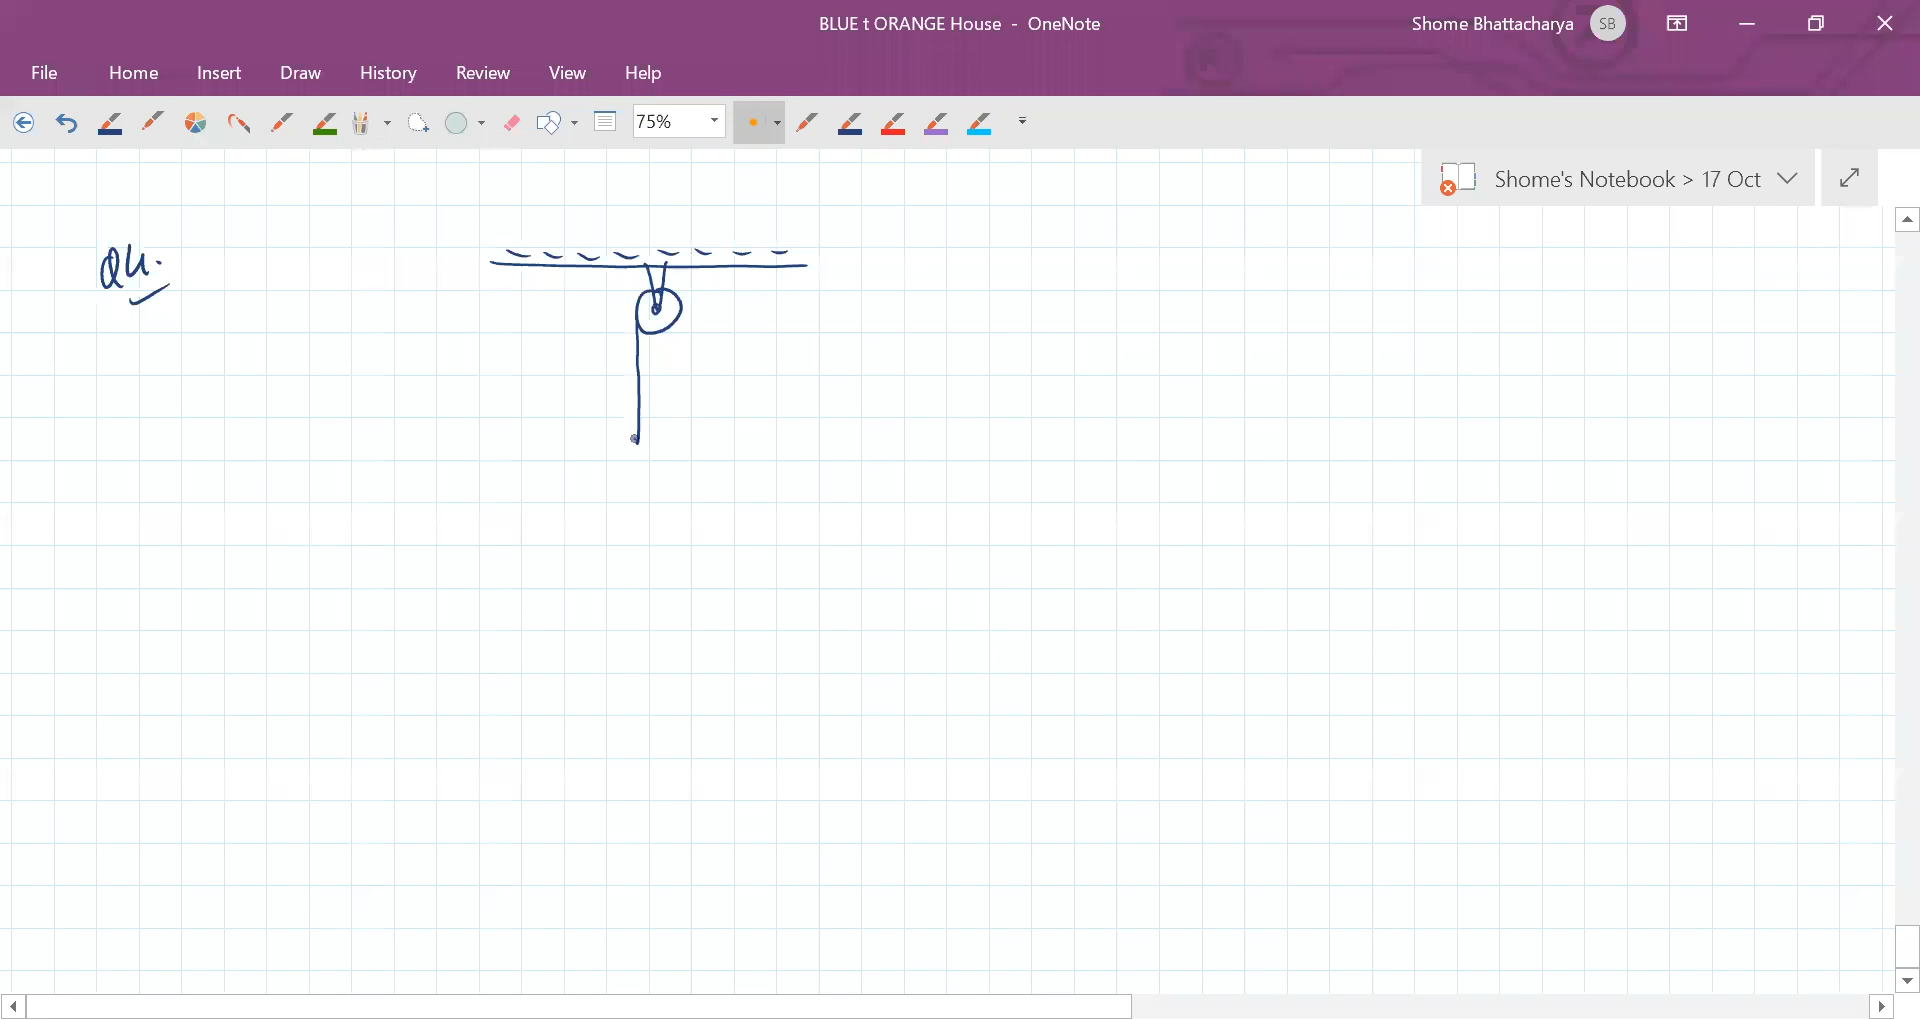 BLUE t ORANGE House - OneNote
Shome Bhattacharya
SB
File Home Insert Draw History Review View Help
75%
Shome's Notebook > 17 Oct
Q4.